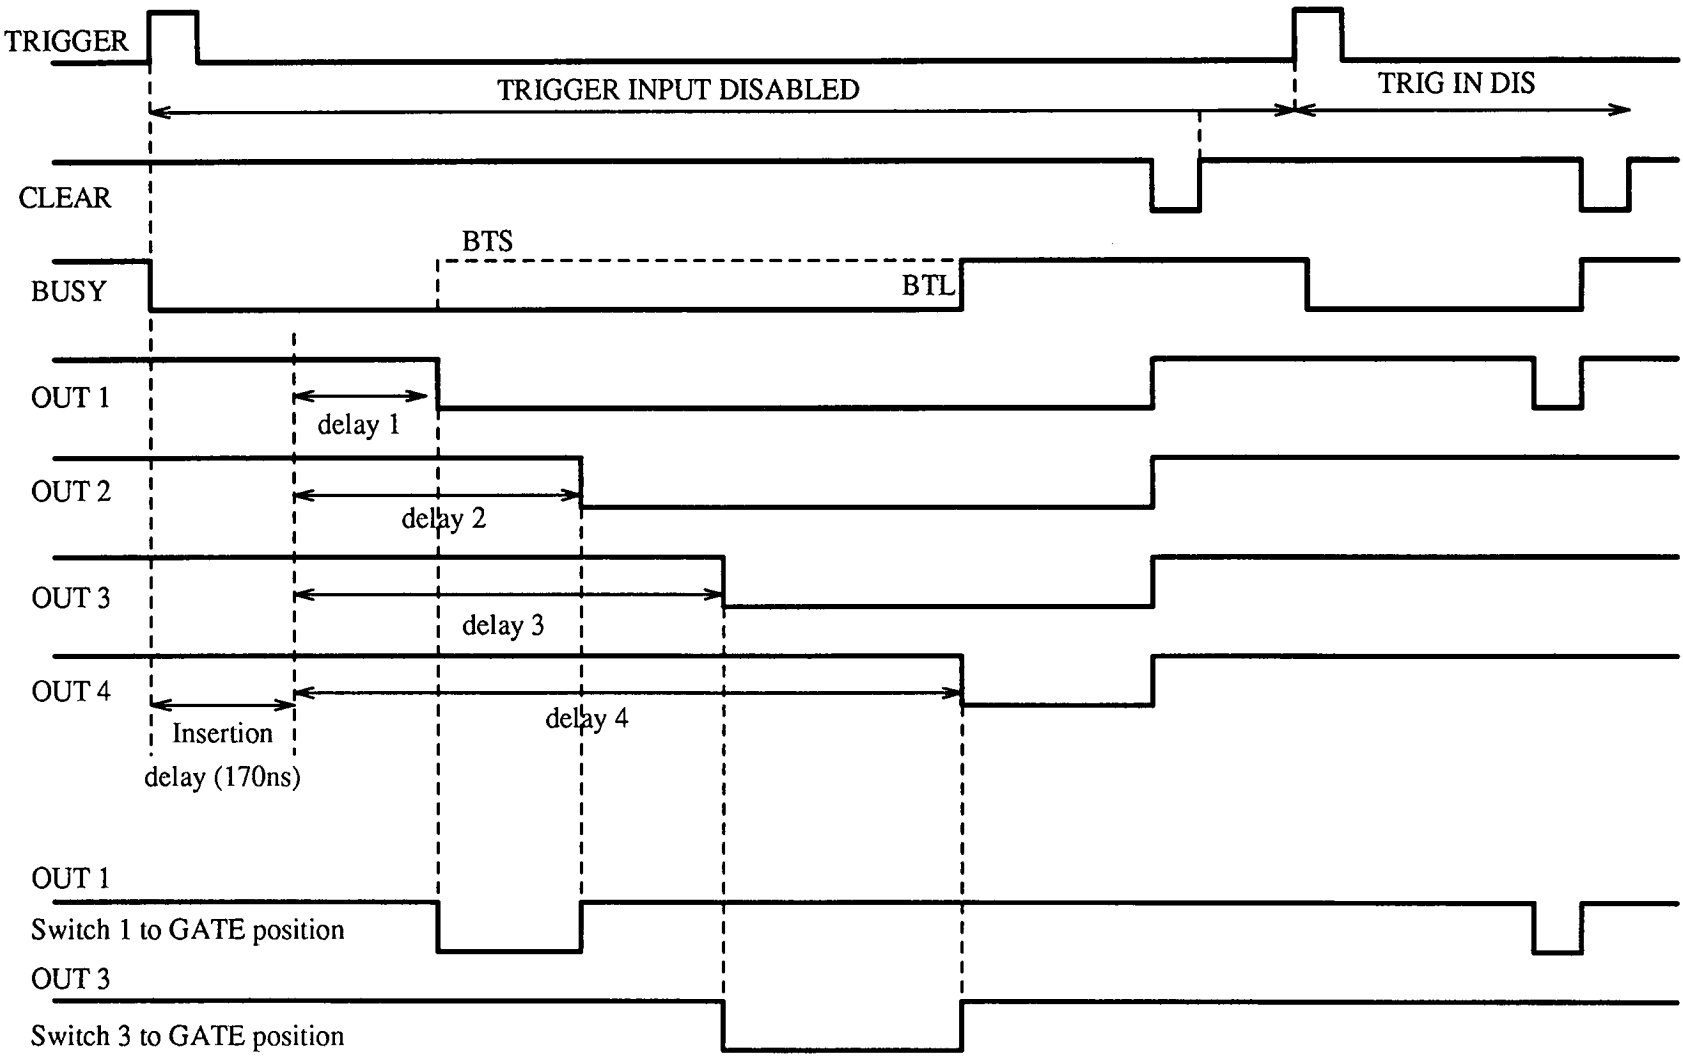 TRIGGER
TRIGGER INPUT DISABLED
TRIG IN DIS
CLEAR
BTS
BUSY
BTL
OUT 1
delay 1
OUT 2
delay 2
OUT 3
delay 3
OUT 4
delay 4
Insertion
delay (170ns)
OUT 1
Switch 1 to GATE position
OUT 3
Switch 3 to GATE position